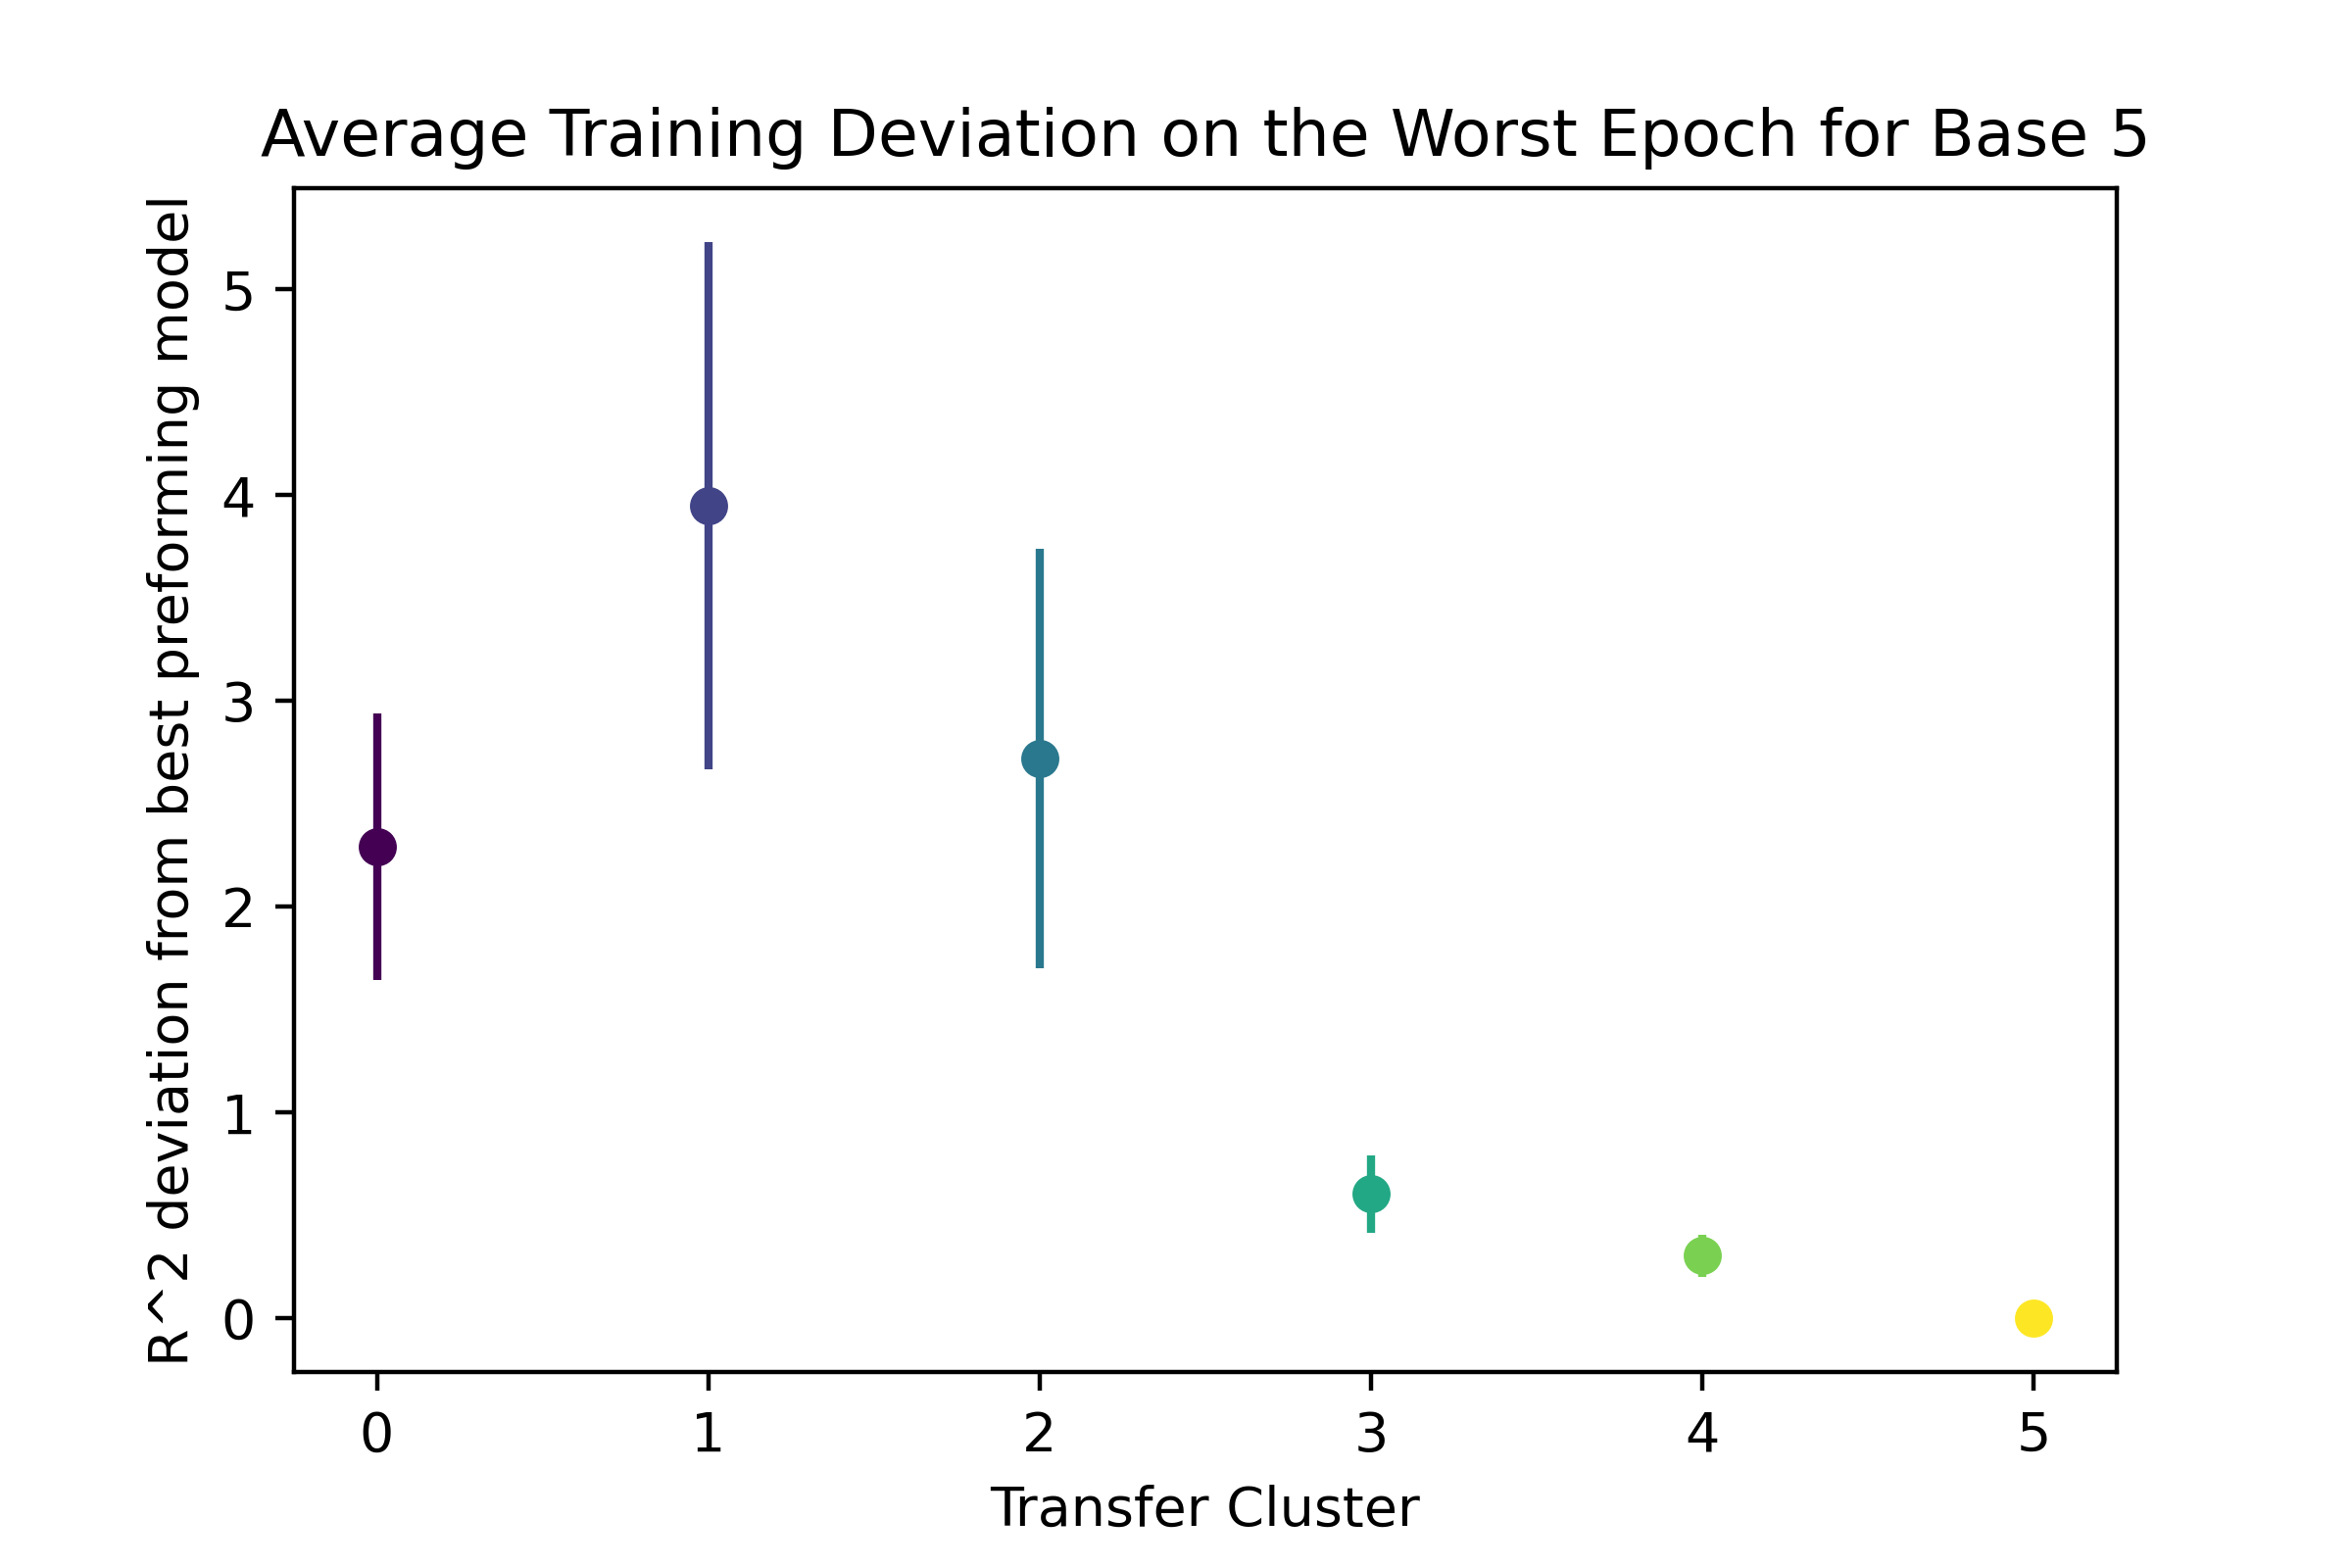 Average Training Deviation on the Worst Epoch for Base 5
R^2 deviation from best preforming model
5
4
3
2
1
0
0 1 2 3 4 5
Transfer Cluster